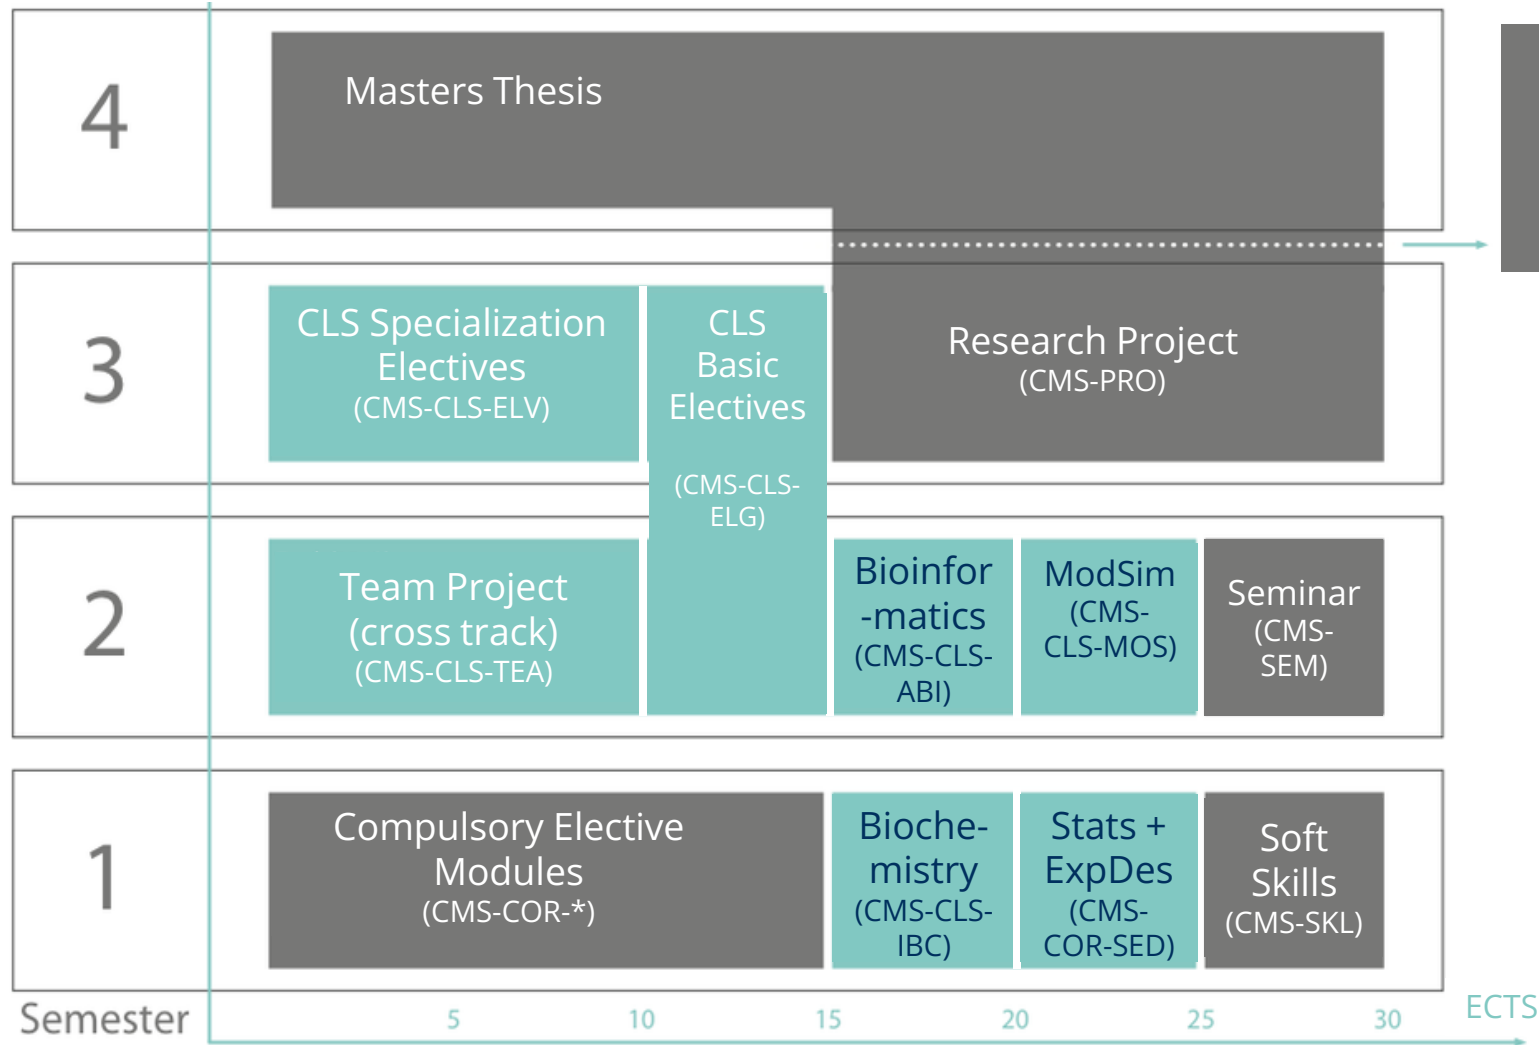 4
Masters Thesis
3
CLS Specialization
Electives
(CMS-CLS-ELV)
CLS
Basic
Electives
(CMS-CLS-
ELG)
Research Project
(CMS-PRO)
2
Team Project
(cross track)
(CMS-CLS-TEA)
Bioinfor
-matics
(CMS-CLS-
ABI)
ModSim
(CMS-
CLS-MOS)
Seminar
(CMS-
SEM)
1
Compulsory Elective
Modules
(CMS-COR-*)
Bioche-
mistry
(CMS-CLS-
IBC)
Stats +
ExpDes
(CMS-
COR-SED)
Soft
Skills
(CMS-SKL)
Semester
5
10
15
20
25
30
ECTS